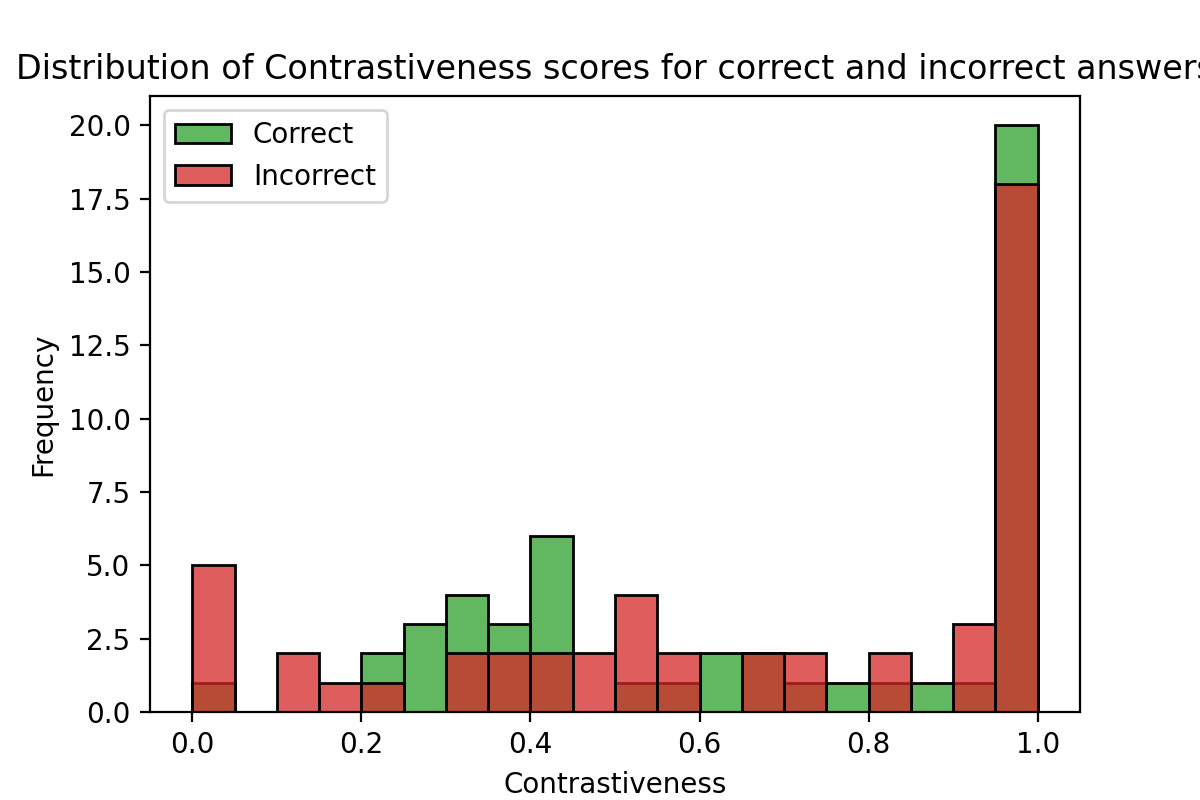 Distribution of Contrastiveness scores for correct and incorrect answers
Correct
Incorrect
20.0
17.5
15.0
12.5
10.0
7.5
5.0
2.5
0.0
Frequency
0.0 0.2 0.4 0.6 0.8 1.0
Contrastiveness